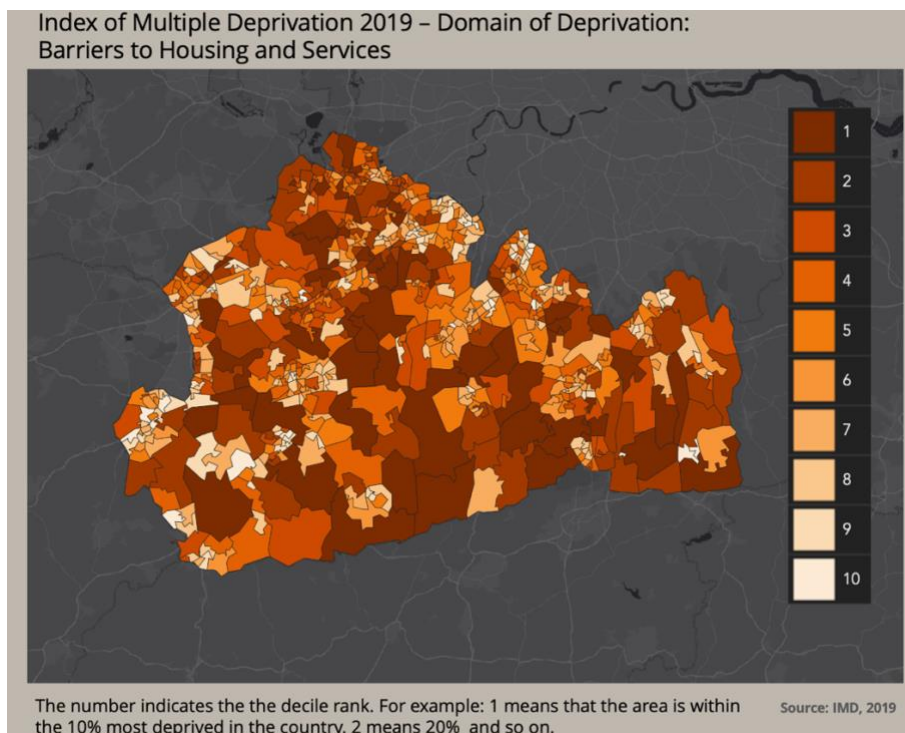 Index of Multiple Deprivation 2019 – Domain of Deprivation:
Barriers to Housing and Services
1
2
3
4
5
6
7
8
9
10
The number indicates the the decile rank. For example: 1 means that the area is within
the 10% most deprived in the country, 2 means 20% and so on.
Source: IMD, 2019